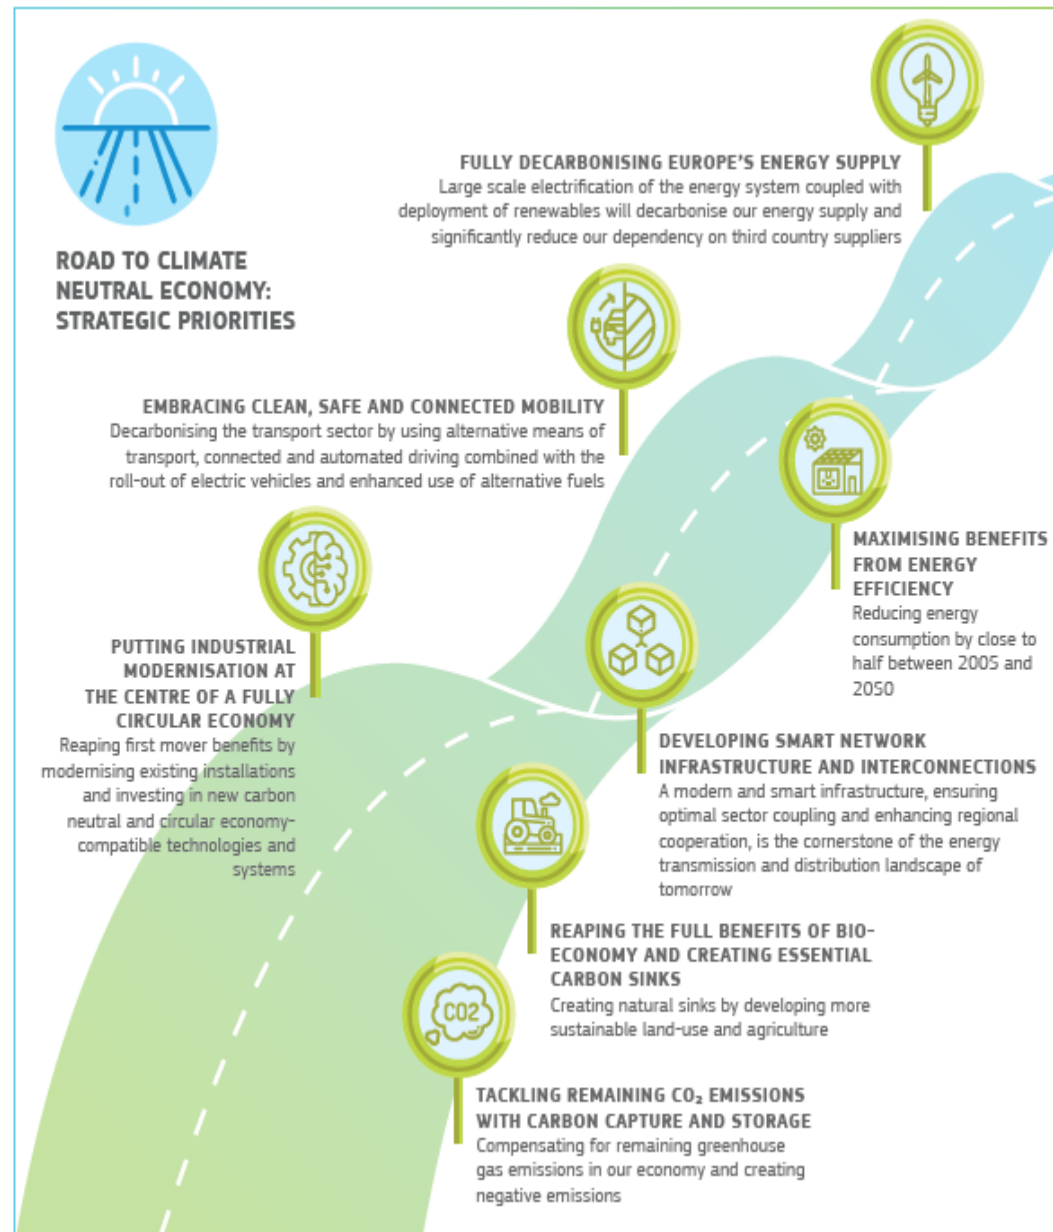 ROAD TO CLIMATE
NEUTRAL ECONOMY:
STRATEGIC PRIORITIES
FULLY DECARBONISING EUROPE'S ENERGY SUPPLY
Large scale electrification of the energy system coupled with
deployment of renewables will decarbonise our energy supply and
significantly reduce our dependency on third country suppliers
EMBRACING CLEAN, SAFE AND CONNECTED MOBILITY
Decarbonising the transport sector by using alternative means of
transport, connected and automated driving combined with the
roll-out of electric vehicles and enhanced use of alternative fuels
MAXIMISING BENEFITS
FROM ENERGY
EFFICIENCY
Reducing energy
consumption by close to
half between 2005 and
2050
PUTTING INDUSTRIAL
MODERNISATION AT
THE CENTRE OF A FULLY
CIRCULAR ECONOMY
Reaping first mover benefits by
modernising existing installations
and investing in new carbon
neutral and circular economy-
compatible technologies and
systems
DEVELOPING SMART NETWORK
INFRASTRUCTURE AND INTERCONNECTIONS
A modern and smart infrastructure, ensuring
optimal sector coupling and enhancing regional
cooperation, is the cornerstone of the energy
transmission and distribution landscape of
tomorrow
REAPING THE FULL BENEFITS OF BIO-
ECONOMY AND CREATING ESSENTIAL
CARBON SINKS
Creating natural sinks by developing more
sustainable land-use and agriculture
CO2
TACKLING REMAINING CO₂ EMISSIONS
WITH CARBON CAPTURE AND STORAGE
Compensating for remaining greenhouse
gas emissions in our economy and creating
negative emissions